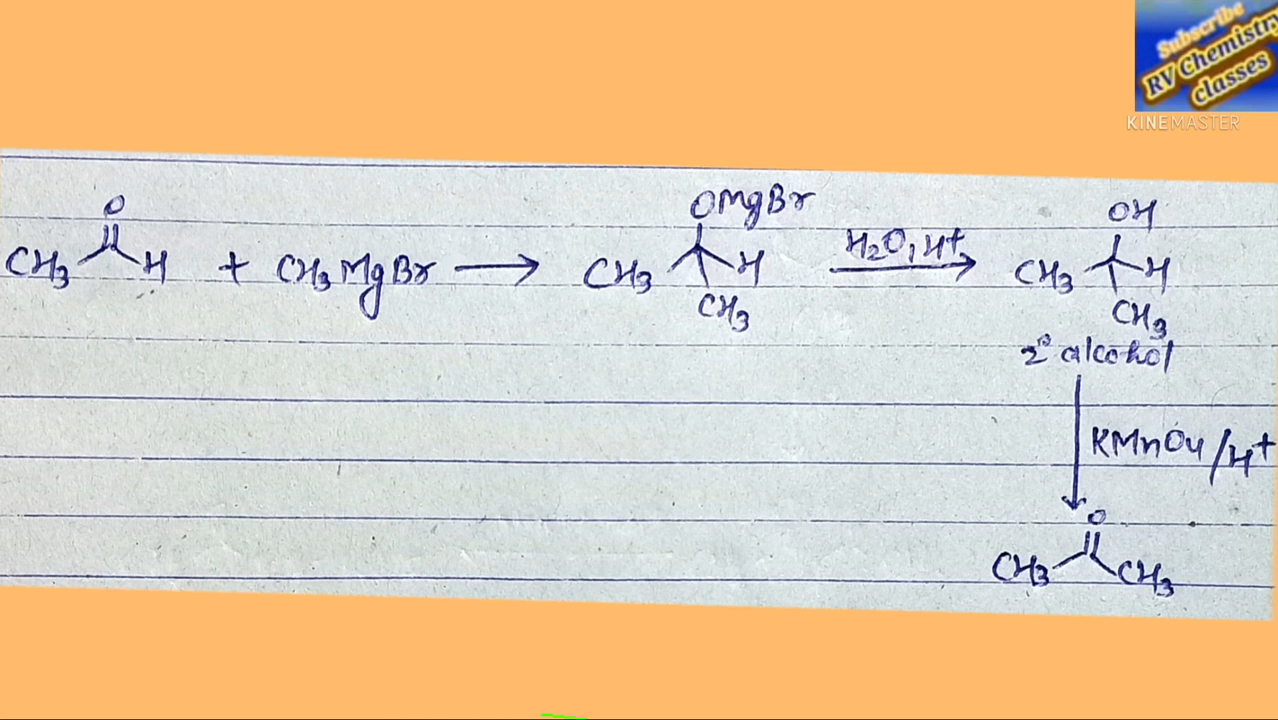 Subscribe
RV Chemistry
classes
KINEMASTER
O OMgBr OH
CH3 H + CH3MgBr → CH3 H H2O, H+ → CH3 H
CH3 CH3
2° alcohol
KMnO4/H+
O
CH3 CH3